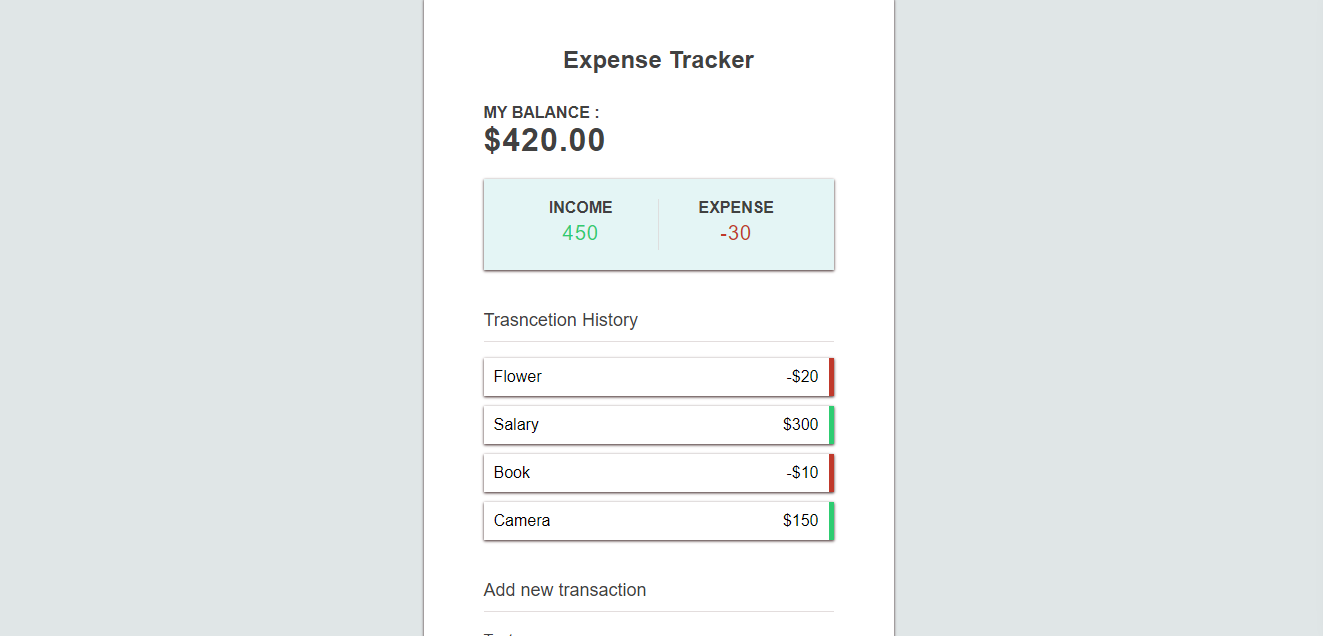 Expense Tracker
MY BALANCE :
$420.00
INCOME EXPENSE
450 -30
Trasncetion History
Flower -$20
Salary $300
Book -$10
Camera $150
Add new transaction